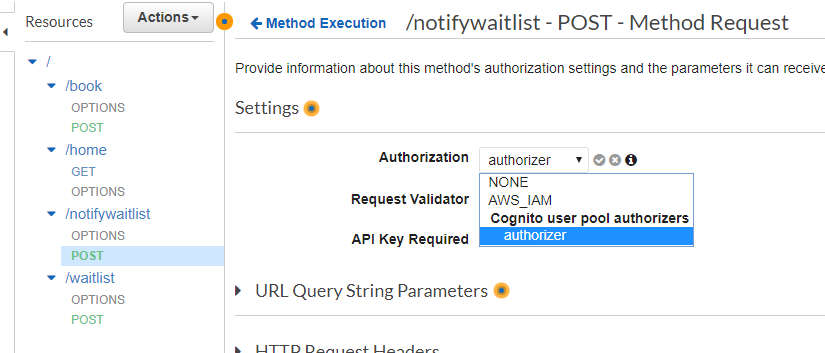 Resources
Actions
/
/book
OPTIONS
POST
/home
GET
OPTIONS
/notifywaitlist
OPTIONS
POST
/waitlist
OPTIONS
POST
Method Execution /notifywaitlist - POST - Method Request
Provide information about this method's authorization settings and the parameters it can receive
Settings
Authorization authorizer
NONE
Request Validator AWS_IAM
Cognito user pool authorizers
API Key Required authorizer
URL Query String Parameters
HTTP Request Headers